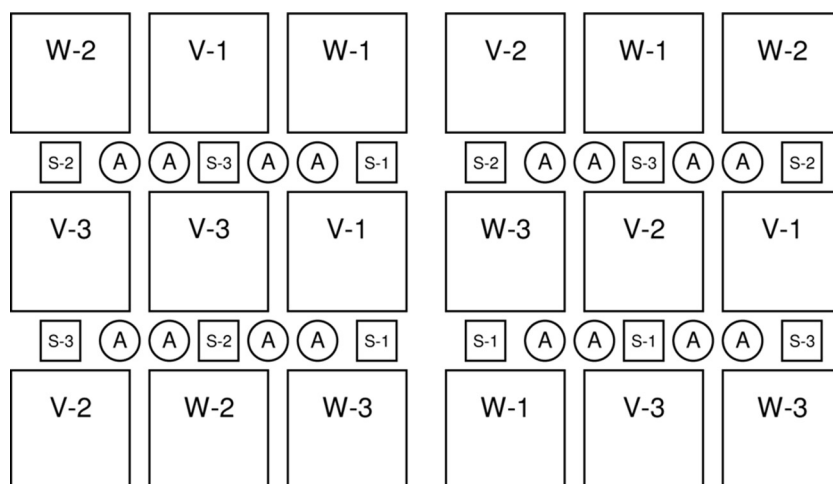 W-2 V-1 W-1 V-2 W-1 W-2
S-2 A A S-3 A A S-1 S-2 A A S-3 A A S-2
V-3 V-3 V-1 W-3 V-2 V-1
S-3 A A S-2 A A S-1 S-1 A A S-1 A A S-3
V-2 W-2 W-3 W-1 V-3 W-3